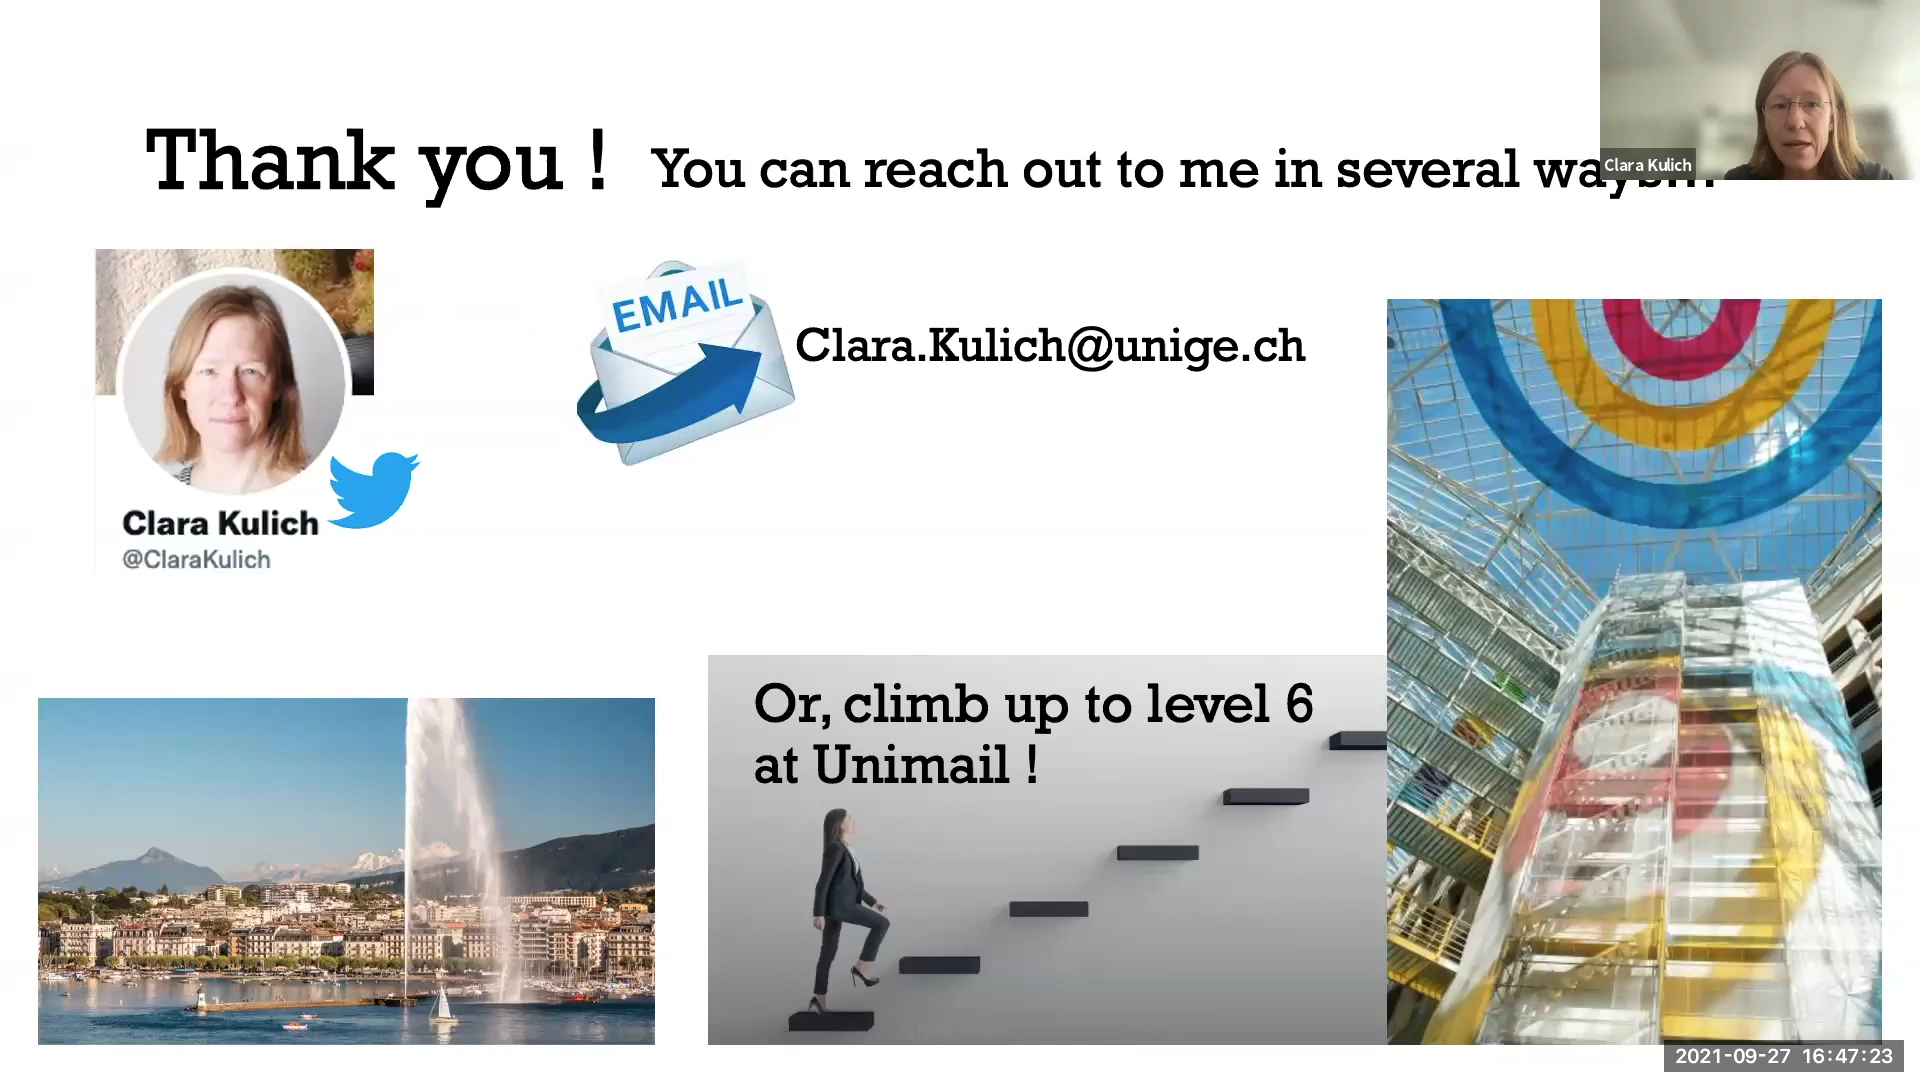 Thank you ! You can reach out to me in several
Clara Kulich
EMAIL
Clara.Kulich@unige.ch
Clara Kulich
@ClaraKulich
Or, climb up to level 6
at Unimail !
2021-09-27 16:47:23